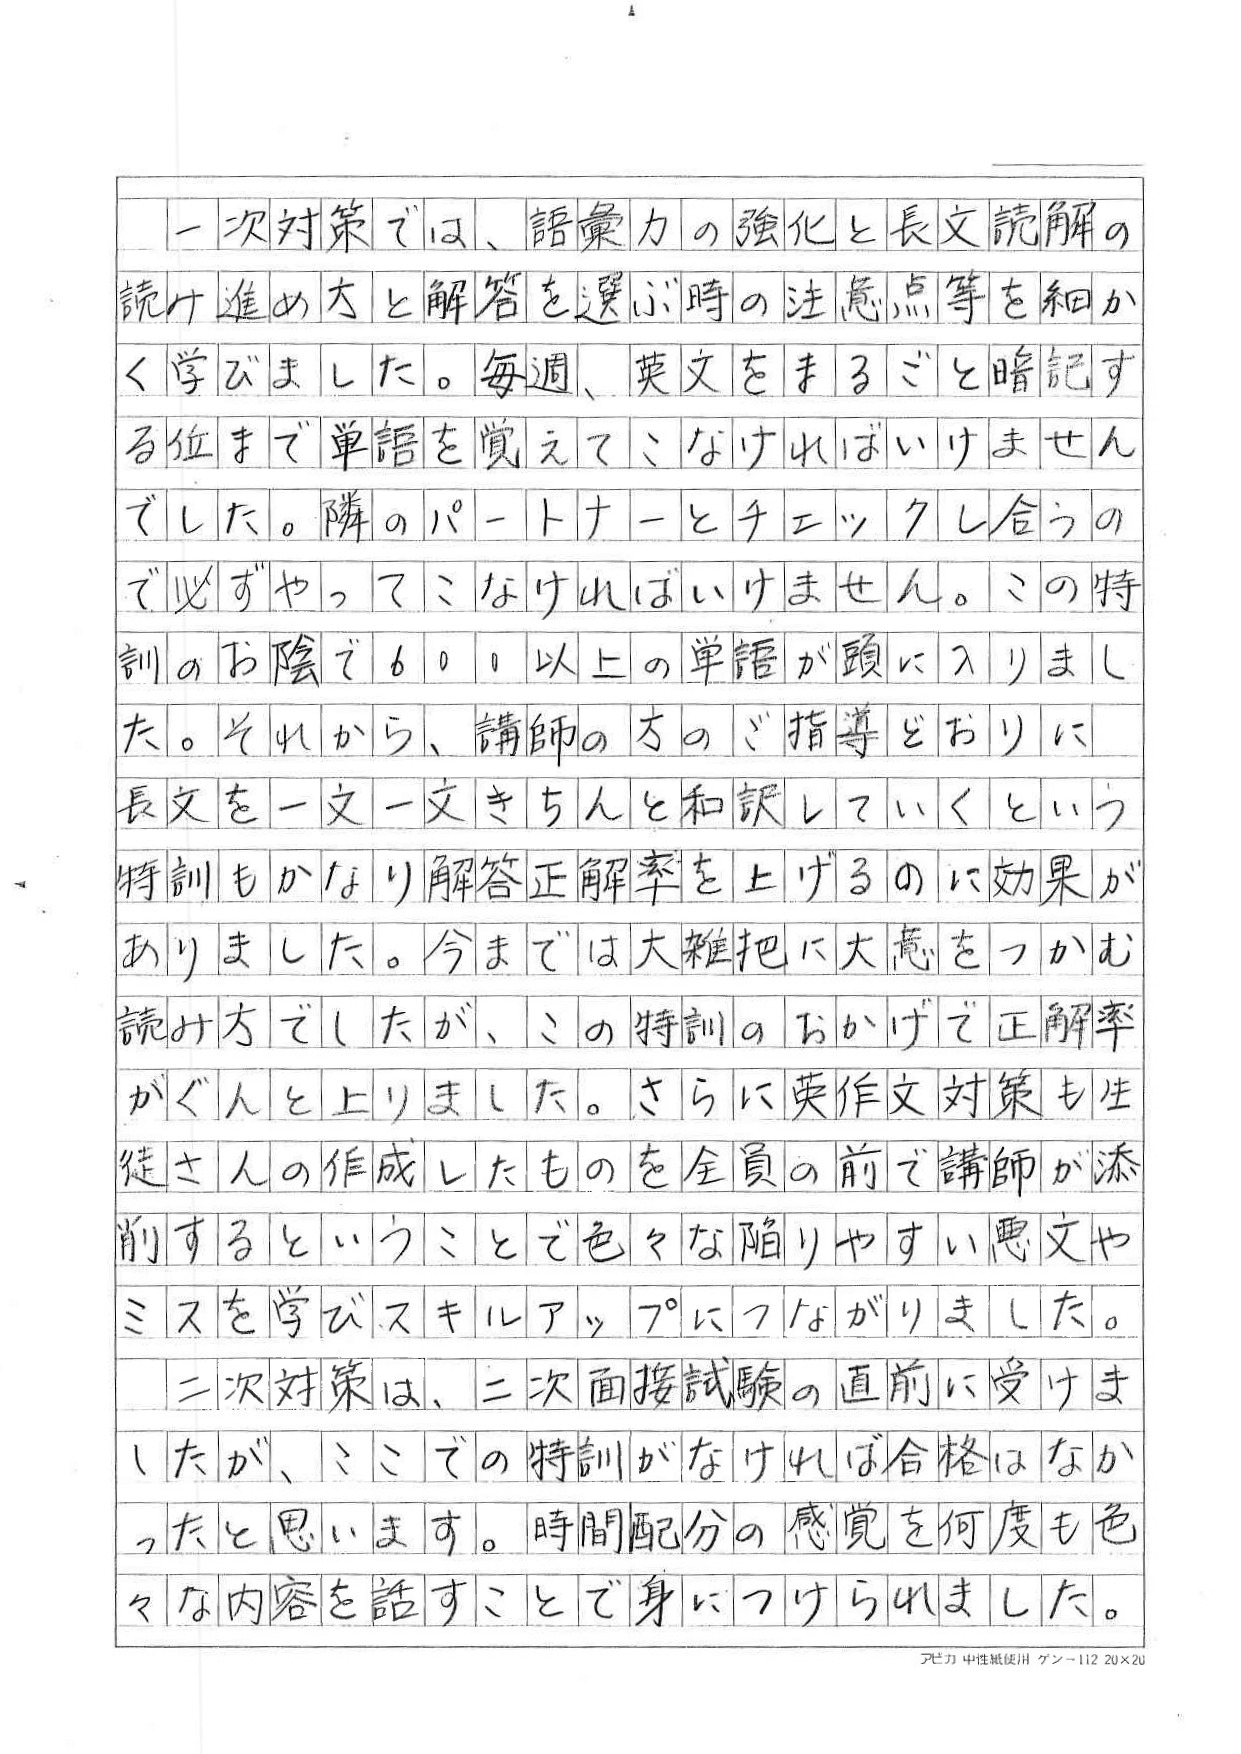 一次対策では、語彙力の強化と長文読解の
読み進め方と解答を選ぶ時の注意点等を細か
く学びました。毎週、英文をまるごと暗記す
る位まで単語を覚えてこなければいけません
でした。隣のパートナーとチェックし合うの
で必ずやってこなければいけません。この特
訓のお陰で600以上の単語が頭に入りまし
た。それから、講師の方のご指導どおりに
長文を一文一文きちんと和訳していくという
特訓もかなり解答正解率を上げるのに効果が
ありました。今までは大雑把に大意をつかむ
読み方でしたが、この特訓のおかげで正解率
がぐんと上りました。さらに英作文対策も生
徒さんの作成したものを全員の前で講師が添
削するということで色々な陥りやすい悪文や
ミスを学びスキルアップにつながりました。
二次対策は、二次面接試験の直前に受けま
したが、ここでの特訓がなければ合格はなか
ったと思います。時間配分の感覚を何度も色
々な内容を話すことで身につけられました。
アピカ 中性紙使用 ゲンー112 20×20